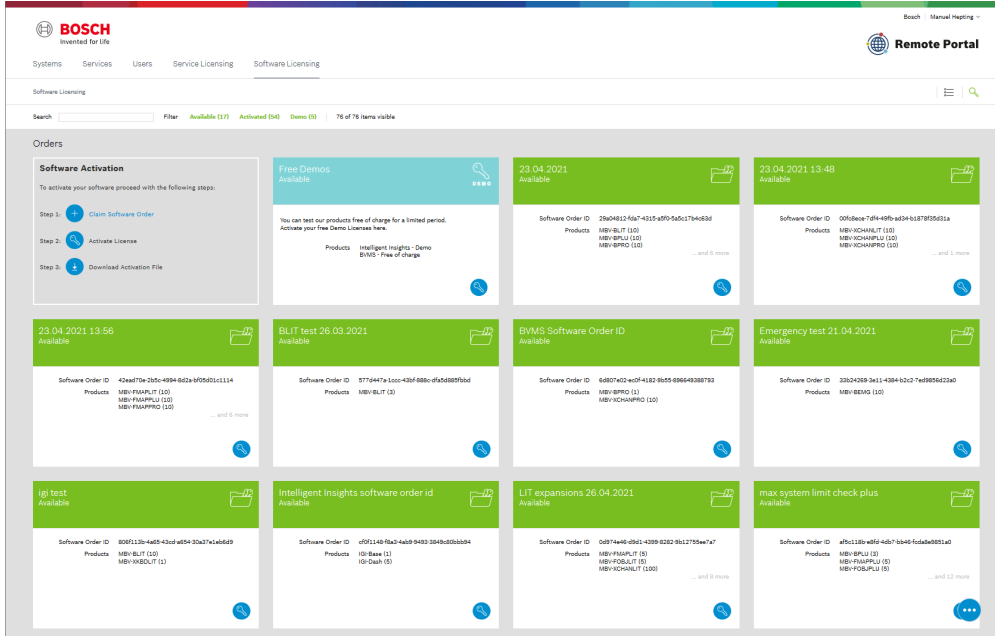 Bosch Manuel Hepting
BOSCH
Invented for life
Remote Portal
Systems Services Users Service Licensing Software Licensing
Software Licensing
Search Filter Available (17) Activated (54) Demo (5) 76 of 76 items visible
Orders
Software Activation
To activate your software proceed with the following steps:
Step 1: Claim Software Order
Step 2: Activate License
Step 3: Download Activation File
Free Demos
Available
DEMO
You can test our products free of charge for a limited period.
Activate your free Demo Licenses here.
Products Intelligent Insights - Demo
BVMS - Free of charge
23.04.2021
Available
Software Order ID 29a04812-fda7-4315-a5f0-5a5c17b4c63d
Products MBV-BLIT (10)
MBV-BPLU (10)
MBV-BPRO (10)
... and 6 more
23.04.2021 13:48
Available
Software Order ID 00fc8ece-7df4-49fb-ad34-b1878f35d31a
Products MBV-XCHANLIT (10)
MBV-XCHANPLU (10)
MBV-XCHANPRO (10)
... and 1 more
23.04.2021 13:56
Available
Software Order ID 42ead70e-2b5c-4994-8d2a-bf05d01c1114
Products MBV-FMAPLIT (10)
MBV-FMAPPLU (10)
MBV-FMAPPRO (10)
... and 6 more
BLIT test 26.03.2021
Available
Software Order ID 577d447a-1ccc-43bf-888c-dfa5d885fbbd
Products MBV-BLIT (3)
BVMS Software Order ID
Available
Software Order ID 6d807e02-ec0f-4182-9b55-896649388793
Products MBV-BPRO (1)
MBV-XCHANPRO (10)
Emergency test 21.04.2021
Available
Software Order ID 33b24269-3e11-4384-b2c2-7ed9856d23a0
Products MBV-BEMG (10)
igi test
Available
Software Order ID 806f113b-4a65-43cd-a654-30a37e1eb6d9
Products MBV-BLIT (10)
MBV-XKBDLIT (1)
Intelligent Insights software order id
Available
Software Order ID cf0f1148-f8a3-4ab9-9493-3849c80bbb94
Products IGI-Base (1)
IGI-Dash (5)
LIT expansions 26.04.2021
Available
Software Order ID 0d974e46-d9d1-4399-8282-9b12755ee7a7
Products MBV-FMAPLIT (5)
MBV-FOBJLIT (5)
MBV-XCHANLIT (100)
... and 8 more
max system limit check plus
Available
Software Order ID af5c118b-e8fd-4db7-bb46-fcda8e9851a0
Products MBV-BPLU (3)
MBV-FMAPPLU (5)
MBV-FOBJPLU (5)
... and 12 more